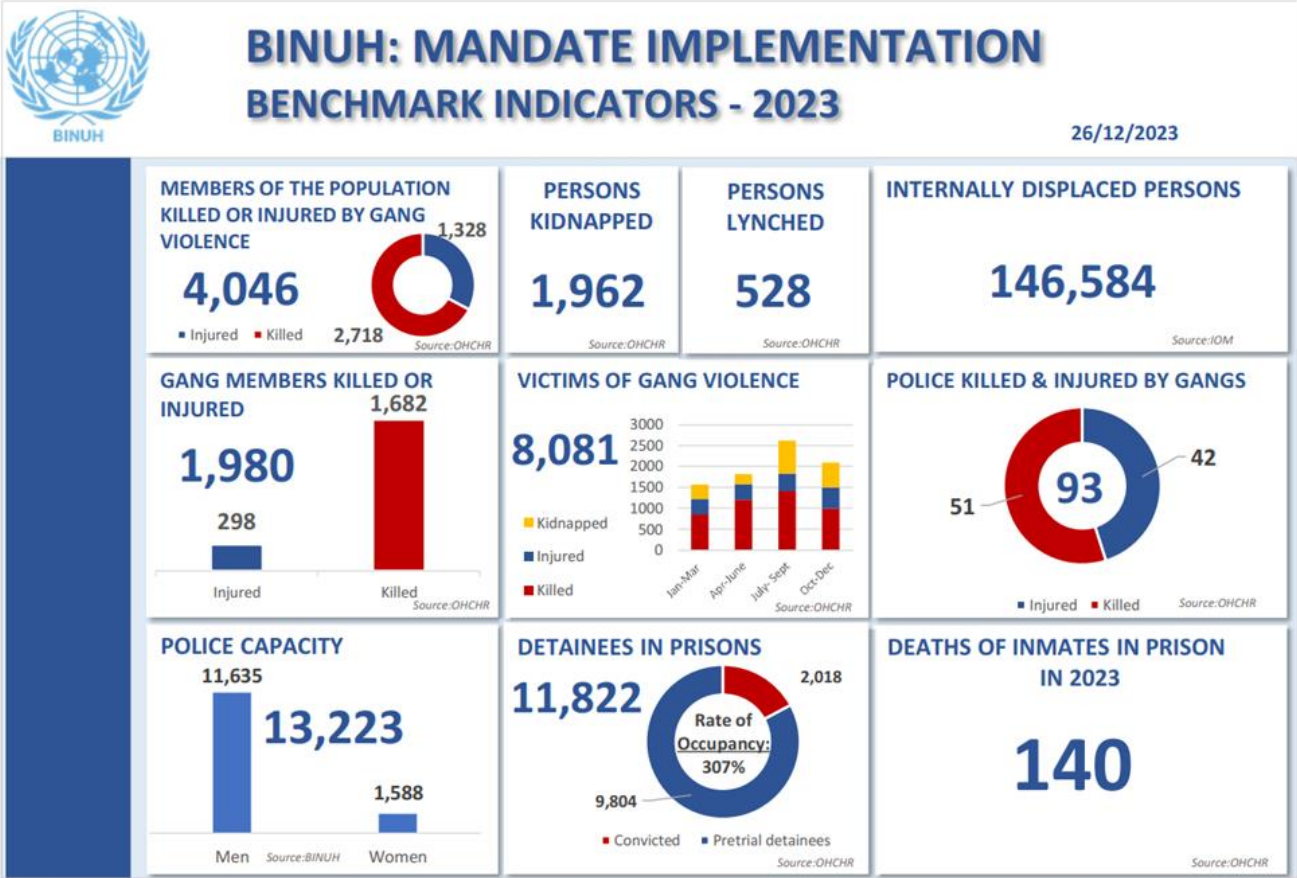 BINUH
BINUH: MANDATE IMPLEMENTATION
BENCHMARK INDICATORS - 2023
26/12/2023
MEMBERS OF THE POPULATION
KILLED OR INJURED BY GANG
VIOLENCE
1,328
4,046
Injured Killed
2,718
Source:OHCHR
PERSONS
KIDNAPPED
1,962
Source:OHCHR
PERSONS
LYNCHED
528
Source:OHCHR
INTERNALLY DISPLACED PERSONS
146,584
Source:IOM
GANG MEMBERS KILLED OR
INJURED
1,682
1,980
298
Injured
Killed
Source:OHCHR
VICTIMS OF GANG VIOLENCE
8,081
Kidnapped
Injured
Killed
3000
2500
2000
1500
1000
500
0
Jan-Mar
Apr-June
July- Sept
Oct-Dec
Source:OHCHR
POLICE KILLED & INJURED BY GANGS
42
93
51
Injured Killed
Source:OHCHR
POLICE CAPACITY
11,635
13,223
1,588
Men
Source:BINUH
Women
DETAINEES IN PRISONS
2,018
11,822
Rate of
Occupancy:
307%
9,804
Convicted Pretrial detainees
Source:OHCHR
DEATHS OF INMATES IN PRISON
IN 2023
140
Source:OHCHR